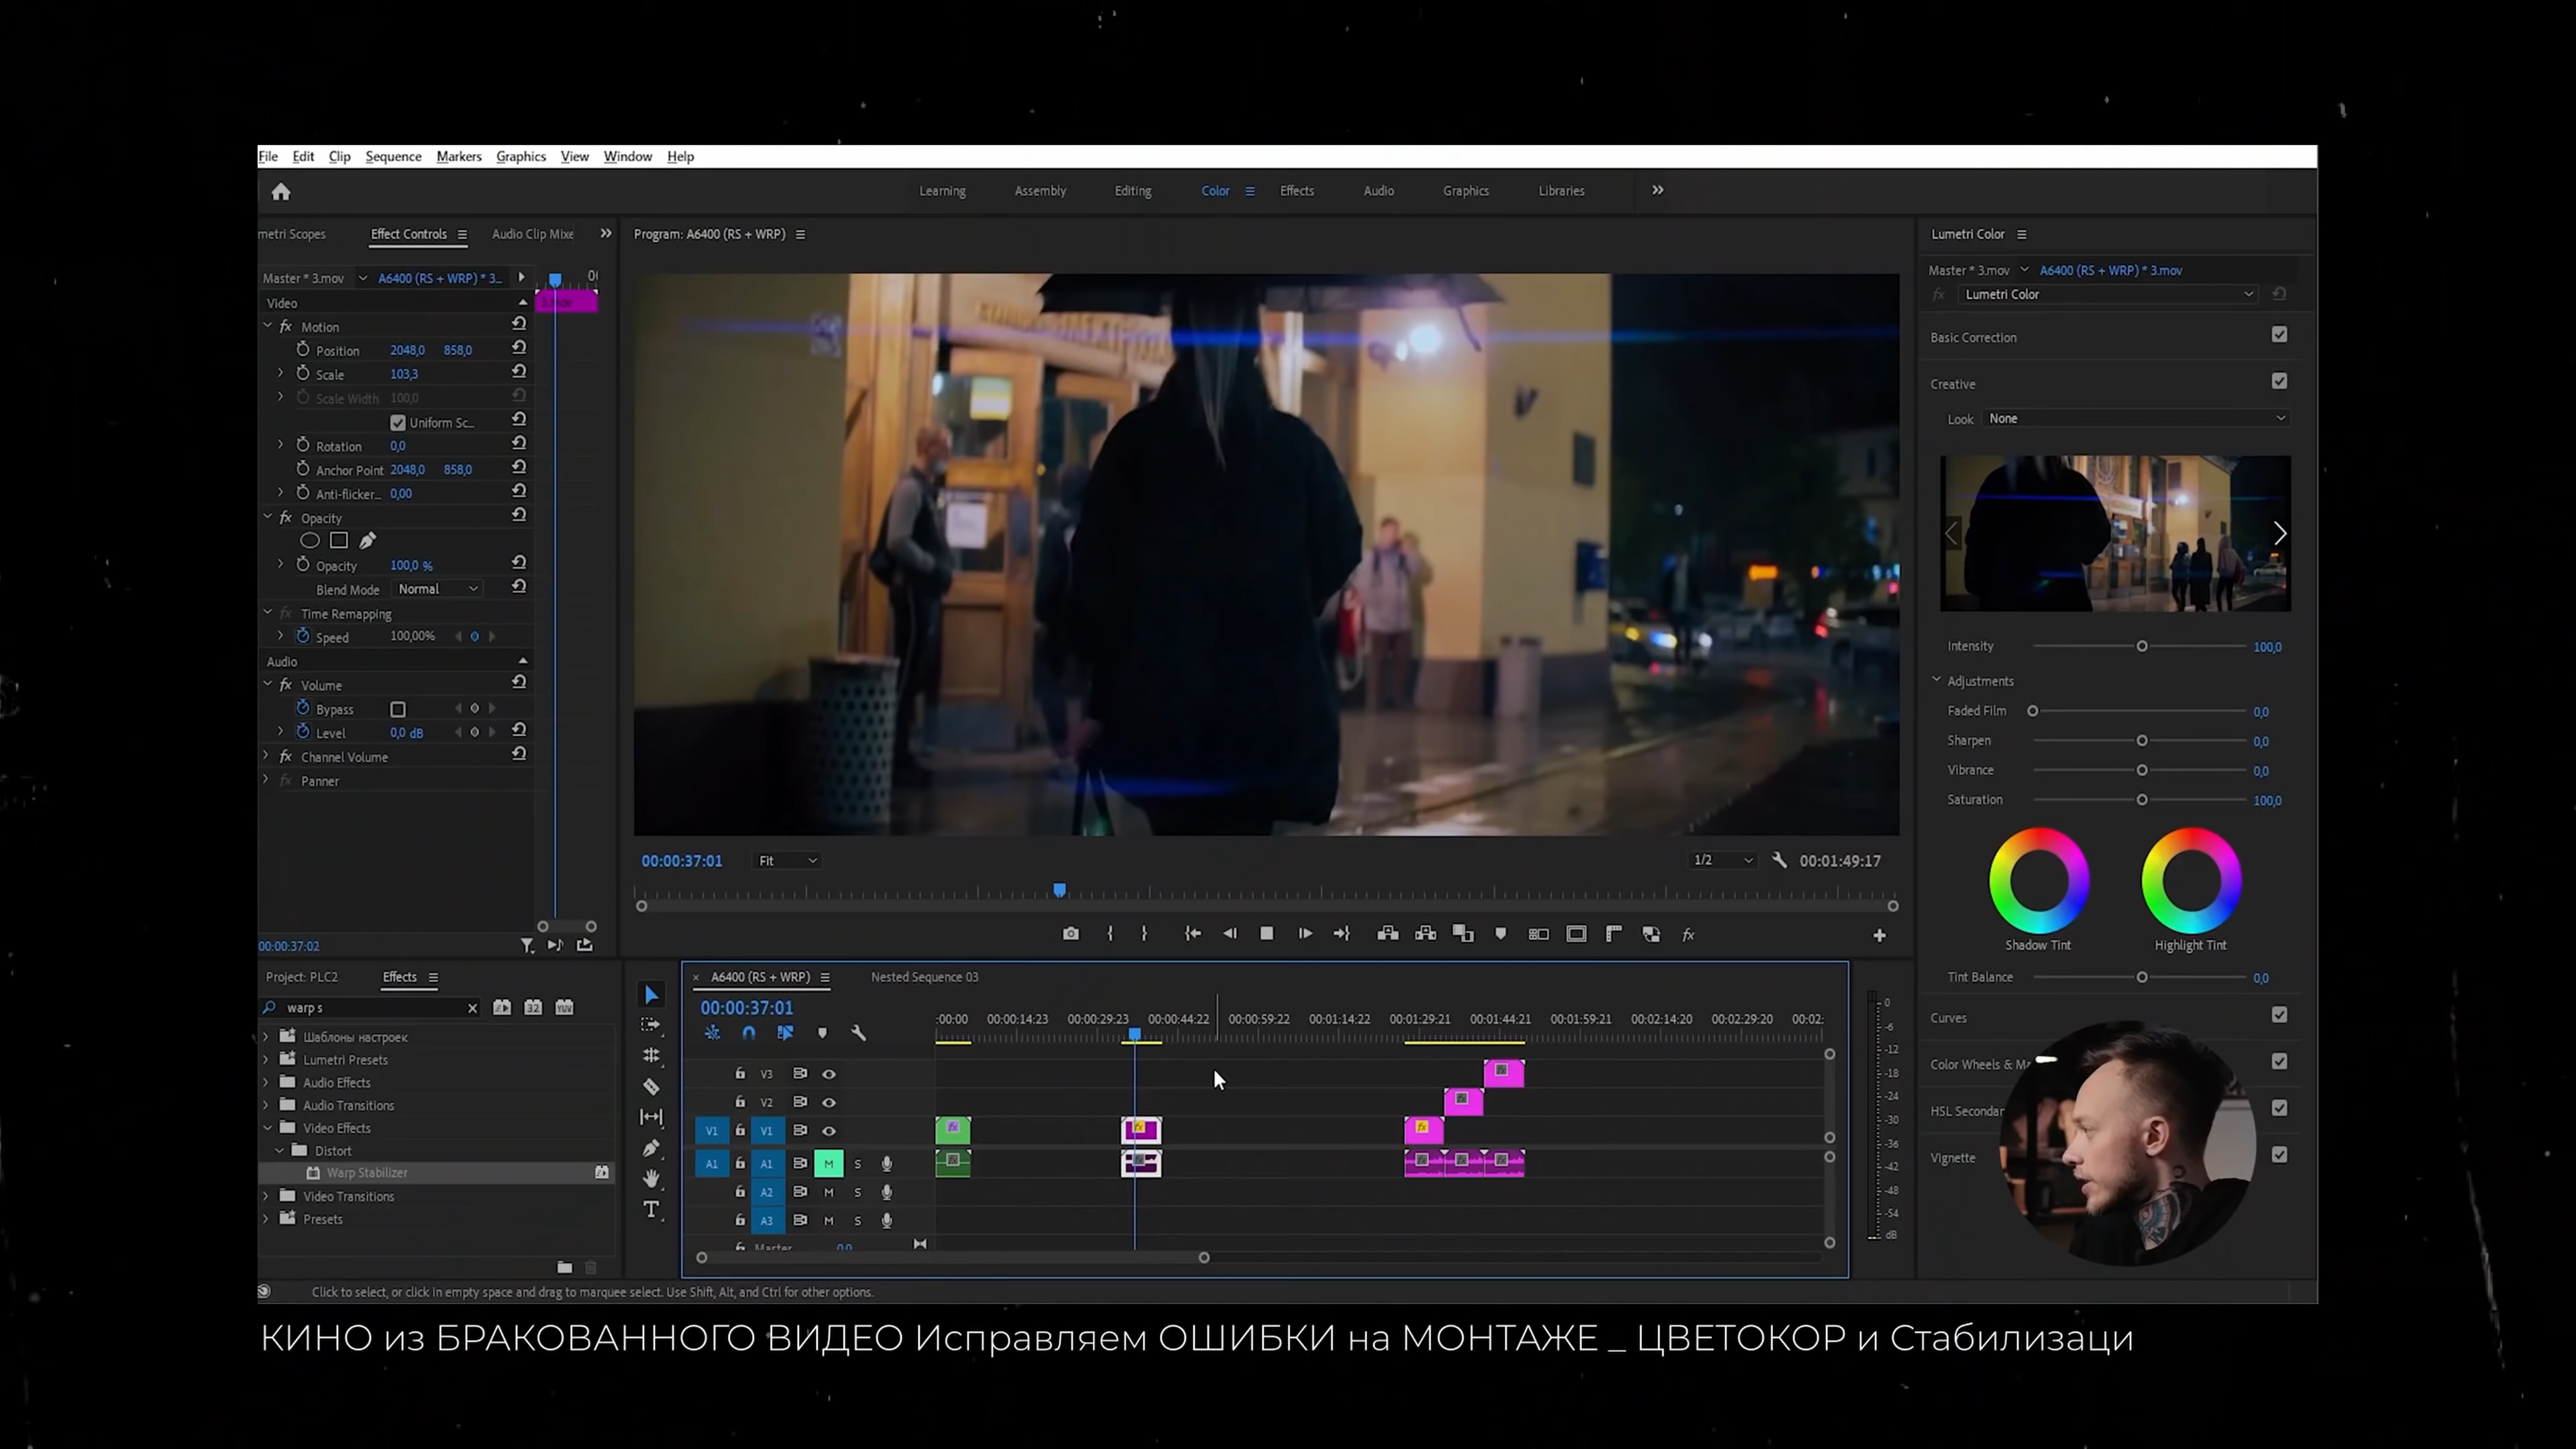 File Edit Clip Sequence Markers Graphics View Window Help
Learning Assembly Editing Color Effects Audio Graphics Libraries
metri Scopes Effect Controls Audio Clip Mixe
Program: A6400 (RS + WRP)
Lumetri Color
Master * 3.mov A6400 (RS + WRP) * 3...
Video
Motion
Position 2048,0 858,0
Scale 103,3
Scale Width 100,0
Uniform Sc...
Rotation 0,0
Anchor Point 2048,0 858,0
Anti-flicker... 0,00
Opacity
Opacity 100,0 %
Blend Mode Normal
Time Remapping
Speed 100,00%
Audio
Volume
Bypass
Level 0,0 dB
Channel Volume
Panner
00:00:37:02
00:00:37:01 Fit 1/2 00:01:49:17
Master * 3.mov A6400 (RS + WRP) * 3.mov
fx Lumetri Color
Basic Correction
Creative
Look None
Intensity 100,0
Adjustments
Faded Film 0,0
Sharpen 0,0
Vibrance 0,0
Saturation 100,0
Shadow Tint Highlight Tint
Tint Balance 0,0
Curves
Color Wheels & Ma
HSL Secondar
Vignette
Project: PLC2 Effects
warp s
Шаблоны настроек
Lumetri Presets
Audio Effects
Audio Transitions
Video Effects
Distort
Warp Stabilizer
Video Transitions
Presets
A6400 (RS + WRP) Nested Sequence 03
00:00:37:01
:00:00 00:00:14:23 00:00:29:23 00:00:44:22 00:00:59:22 00:01:14:22 00:01:29:21 00:01:44:21 00:01:59:21 00:02:14:20 00:02:29:20 00:02:
V3
V2
V1 V1
A1 A1 M S
A2 M S
A3 M S
Master 0,0
0
-6
-12
-18
-24
-30
-36
-42
-48
-54
dB
Click to select, or click in empty space and drag to marquee select. Use Shift, Alt, and Ctrl for other options.
КИНО из БРАКОВАННОГО ВИДЕО Исправляем ОШИБКИ на МОНТАЖЕ _ ЦВЕТОКОР и Стабилизаци